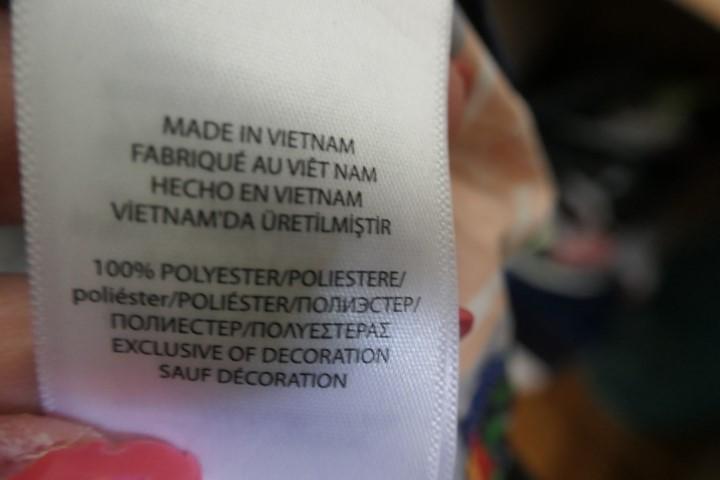 MADE IN VIETNAM
FABRIQUÉ AU VIÊT NAM
HECHO EN VIETNAM
VİETNAM'DA ÜRETİLMİŞTİR
100% POLYESTER/POLIESTERE/
poliéster/POLIÉSTER/ПОЛИЭСТЕР/
ПОЛИЕСТЕР/ΠΟΛΥΕΣΤΕΡΑΣ
EXCLUSIVE OF DECORATION
SAUF DÉCORATION